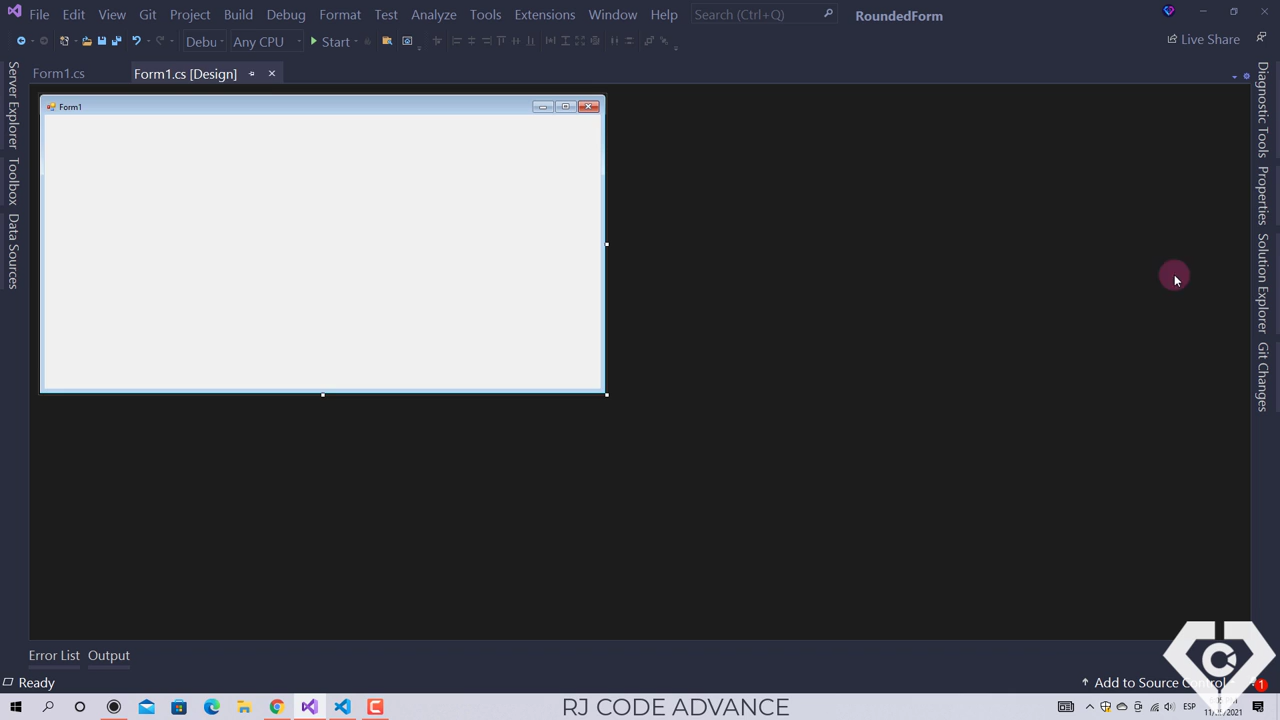 File Edit View Git Project Build Debug Format Test Analyze Tools Extensions Window Help Search (Ctrl+Q) RoundedForm
Debu Any CPU Start Live Share
Form1.cs Form1.cs [Design]
Server Explorer
Toolbox
Data Sources
Form1
Diagnostic Tools
Properties
Solution Explorer
Git Changes
Error List Output
Ready Add to Source Control
1
RJ CODE ADVANCE
ESP